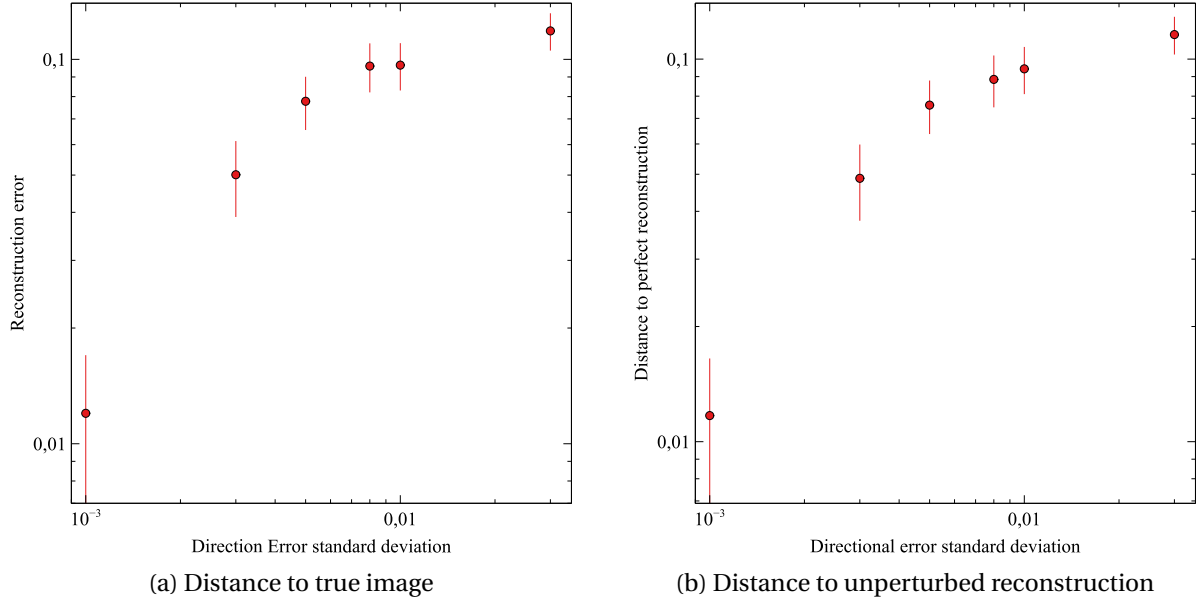 0,1
0,01
Reconstruction error
10⁻³
0,01
Direction Error standard deviation
(a) Distance to true image
0,1
0,01
Distance to perfect reconstruction
10⁻³
0,01
Directional error standard deviation
(b) Distance to unperturbed reconstruction